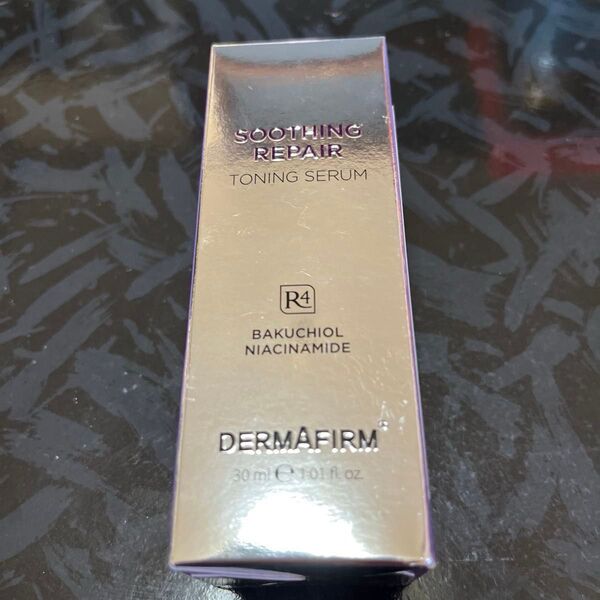 SOOTHING
REPAIR
TONING SERUM
R4
BAKUCHIOL
NIACINAMIDE
DERMAFIRM®
30 ml ℮ 1.01 fl. oz.